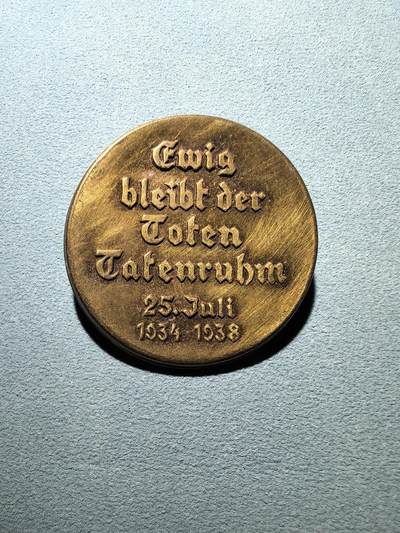 Ewig
bleibt der
Toten
Tatenruhm
25. Juli
1934 1938